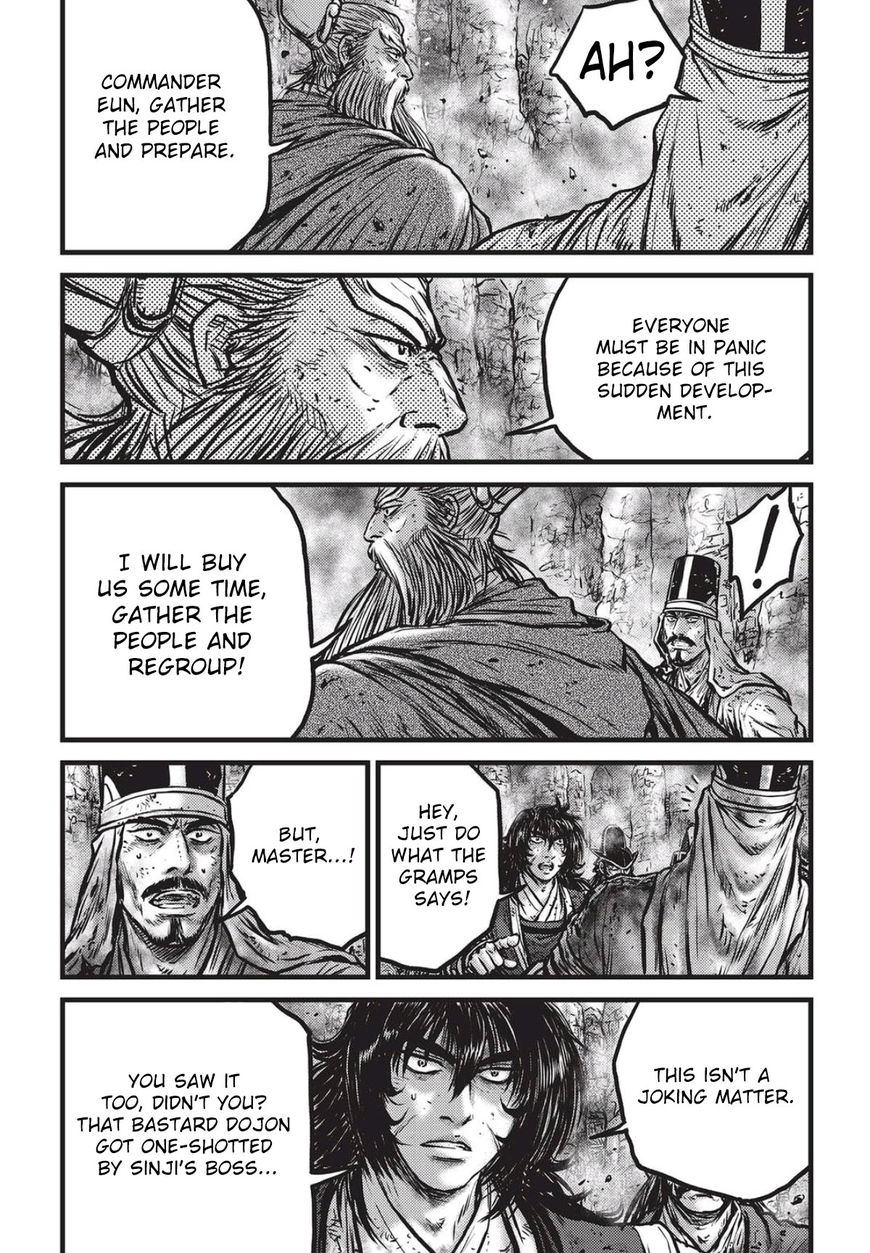 COMMANDER
EUN, GATHER
THE PEOPLE
AND PREPARE.
AH?
EVERYONE
MUST BE IN PANIC
BECAUSE OF THIS
SUDDEN DEVELOP-
MENT.
I WILL BUY
US SOME TIME,
GATHER THE
PEOPLE AND
REGROUP!
!
BUT,
MASTER...!
HEY,
JUST DO
WHAT THE
GRAMPS
SAYS!
YOU SAW IT
TOO, DIDN'T YOU?
THAT BASTARD DOJON
GOT ONE-SHOTTED
BY SINJI'S BOSS...
THIS ISN'T A
JOKING MATTER.